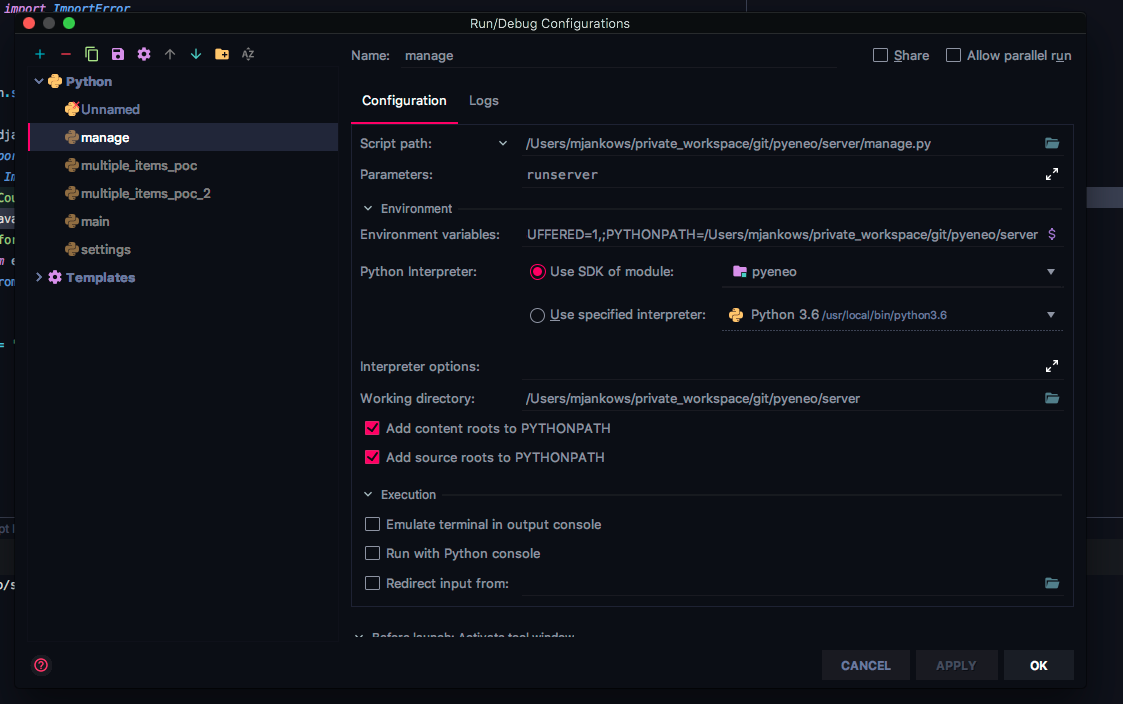 import ImportError
Run/Debug Configurations
Name: manage
Share
Allow parallel run
Python
Unnamed
manage
multiple_items_poc
multiple_items_poc_2
main
settings
Templates
Configuration Logs
Script path: /Users/mjankows/private_workspace/git/pyeneo/server/manage.py
Parameters: runserver
Environment
Environment variables: UFFERED=1,;PYTHONPATH=/Users/mjankows/private_workspace/git/pyeneo/server $
Python Interpreter: Use SDK of module: pyeneo
Use specified interpreter: Python 3.6 /usr/local/bin/python3.6
Interpreter options:
Working directory: /Users/mjankows/private_workspace/git/pyeneo/server
Add content roots to PYTHONPATH
Add source roots to PYTHONPATH
Execution
Emulate terminal in output console
Run with Python console
Redirect input from:
Before launch: Activate tool window
?
CANCEL APPLY OK